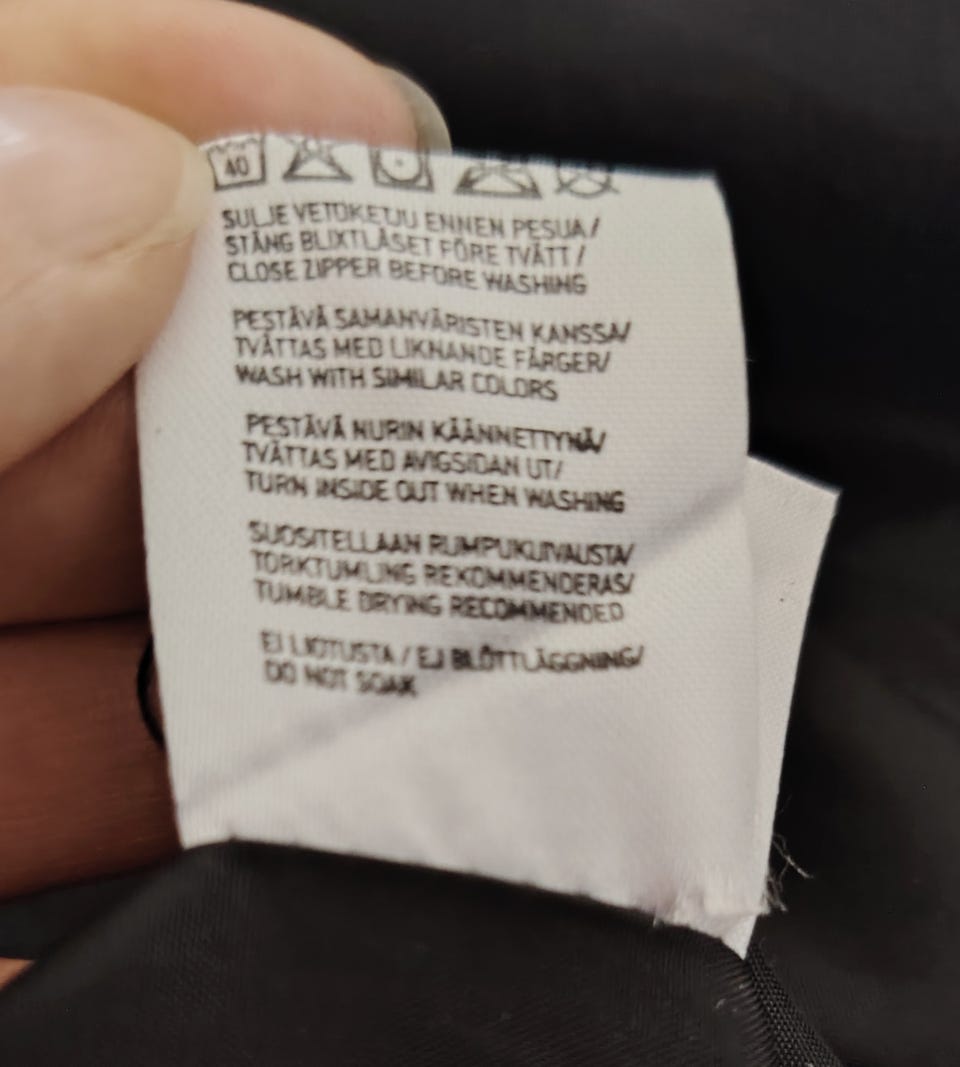 40
SULJE VETOKETJU ENNEN PESUA/
STÄNG BLIXTLÅSET FÖRE TVÄTT /
CLOSE ZIPPER BEFORE WASHING
PESTÄVÄ SAMANVÄRISTEN KANSSA/
TVÄTTAS MED LIKNANDE FÄRGER/
WASH WITH SIMILAR COLORS
PESTÄVÄ NURIN KÄÄNNETTYNÄ/
TVÄTTAS MED AVIGSIDAN UT/
TURN INSIDE OUT WHEN WASHING
SUOSITELLAAN RUMPUKUIVAUSTA/
TORKTUMLING REKOMMENDERAS/
TUMBLE DRYING RECOMMENDED
EI LIOTUSTA / EJ BLÖTTLÄGGNING/
DO NOT SOAK